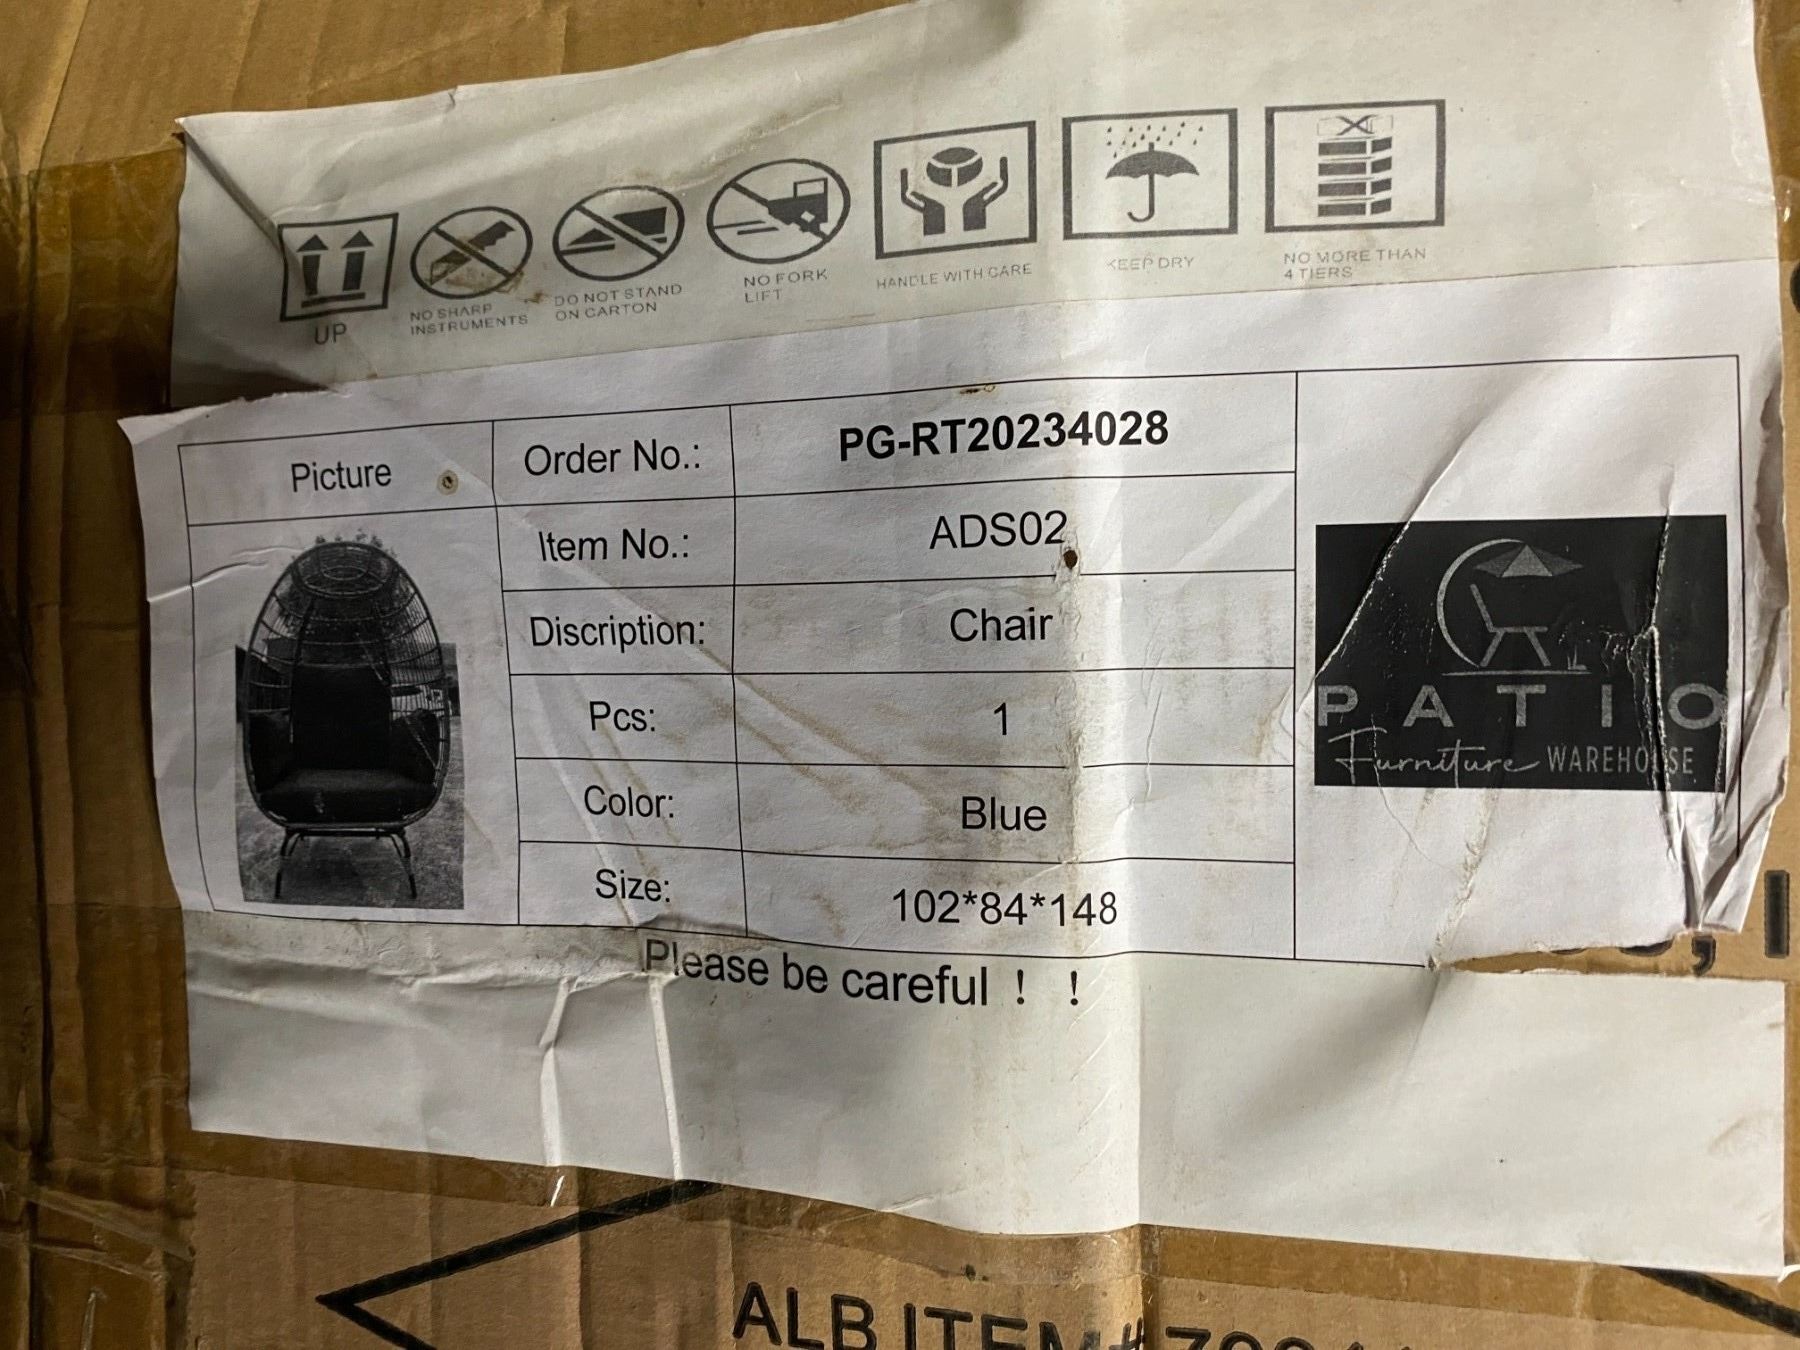 UP
NO SHARP
INSTRUMENTS
DO NOT STAND
ON CARTON
NO FORK
LIFT
HANDLE WITH CARE
KEEP DRY
NO MORE THAN
4 TIERS
Picture
Order No.: PG-RT20234028
Item No.: ADS02
Discription: Chair
Pcs: 1
Color: Blue
Size: 102*84*148
PATIO
Furniture WAREHOUSE
Please be careful ! !
ALB ITEM #